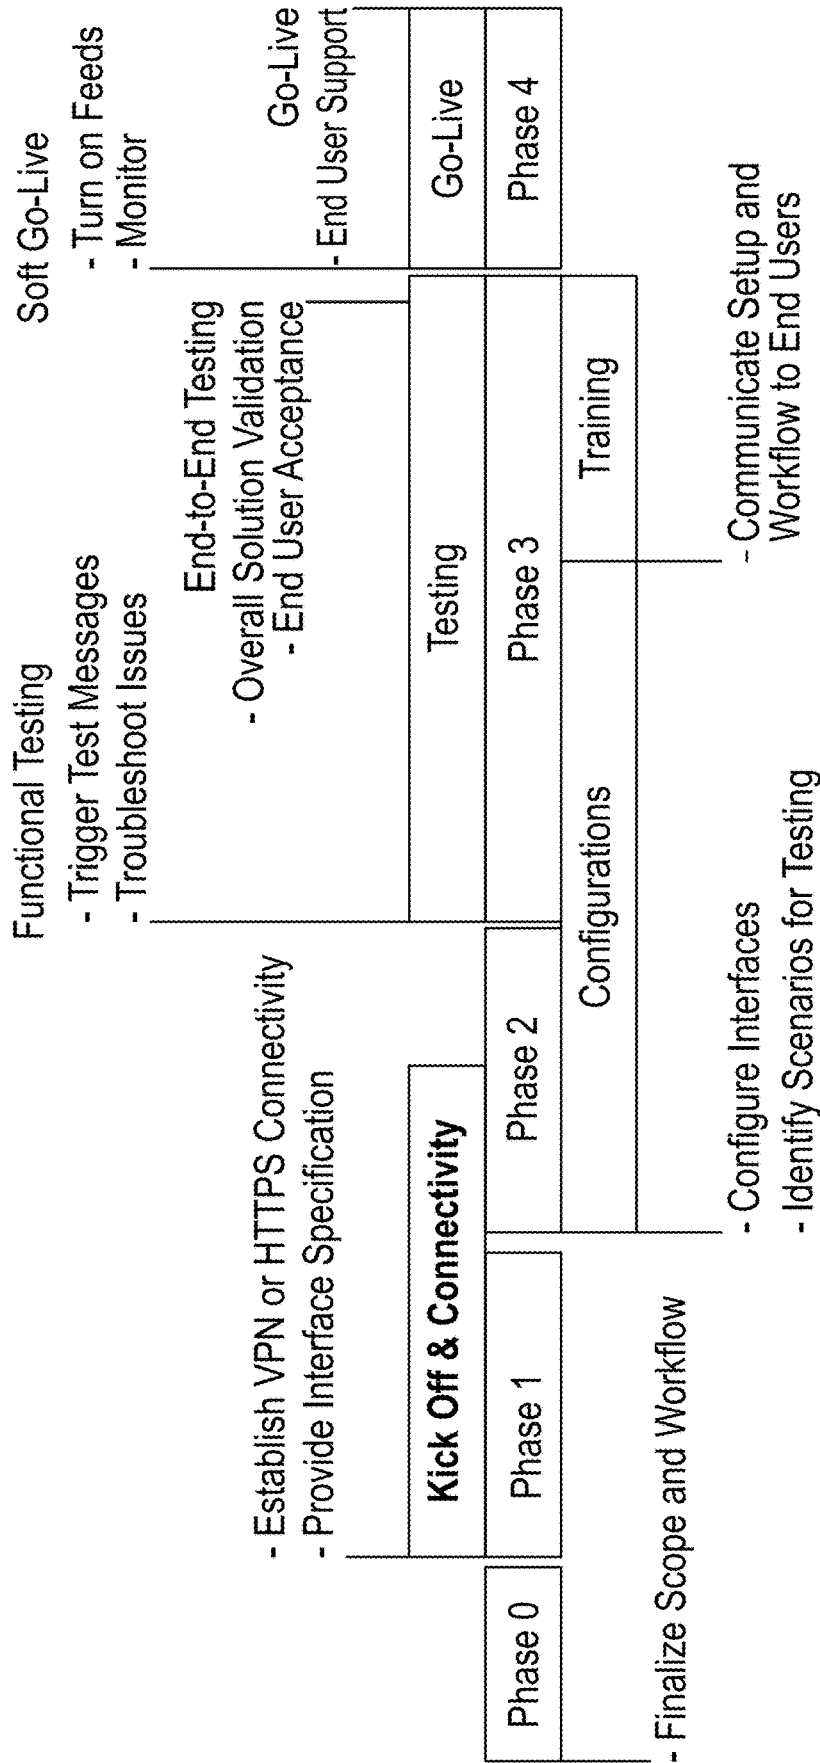 Functional Testing
- Trigger Test Messages
- Troubleshoot Issues
Soft Go-Live
- Turn on Feeds
- Monitor
- Establish VPN or HTTPS Connectivity
- Provide Interface Specification
End-to-End Testing
- Overall Solution Validation
- End User Acceptance
Go-Live
- End User Support
Kick Off & Connectivity
Testing
Go-Live
Phase 0
Phase 1
Phase 2
Phase 3
Phase 4
Configurations
Training
- Finalize Scope and Workflow
- Configure Interfaces
- Identify Scenarios for Testing
- Communicate Setup and
Workflow to End Users